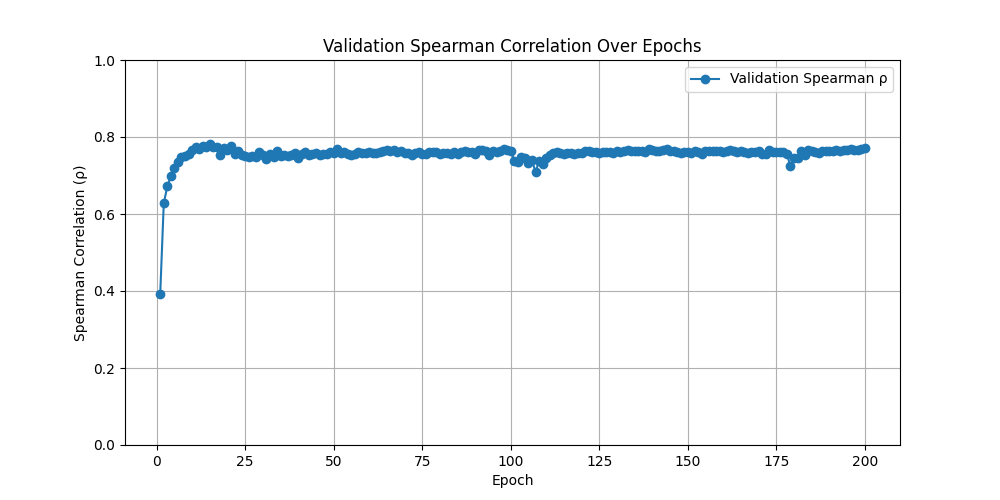 Validation Spearman Correlation Over Epochs
Validation Spearman ρ
Spearman Correlation (ρ)
1.0
0.8
0.6
0.4
0.2
0.0
0 25 50 75 100 125 150 175 200
Epoch